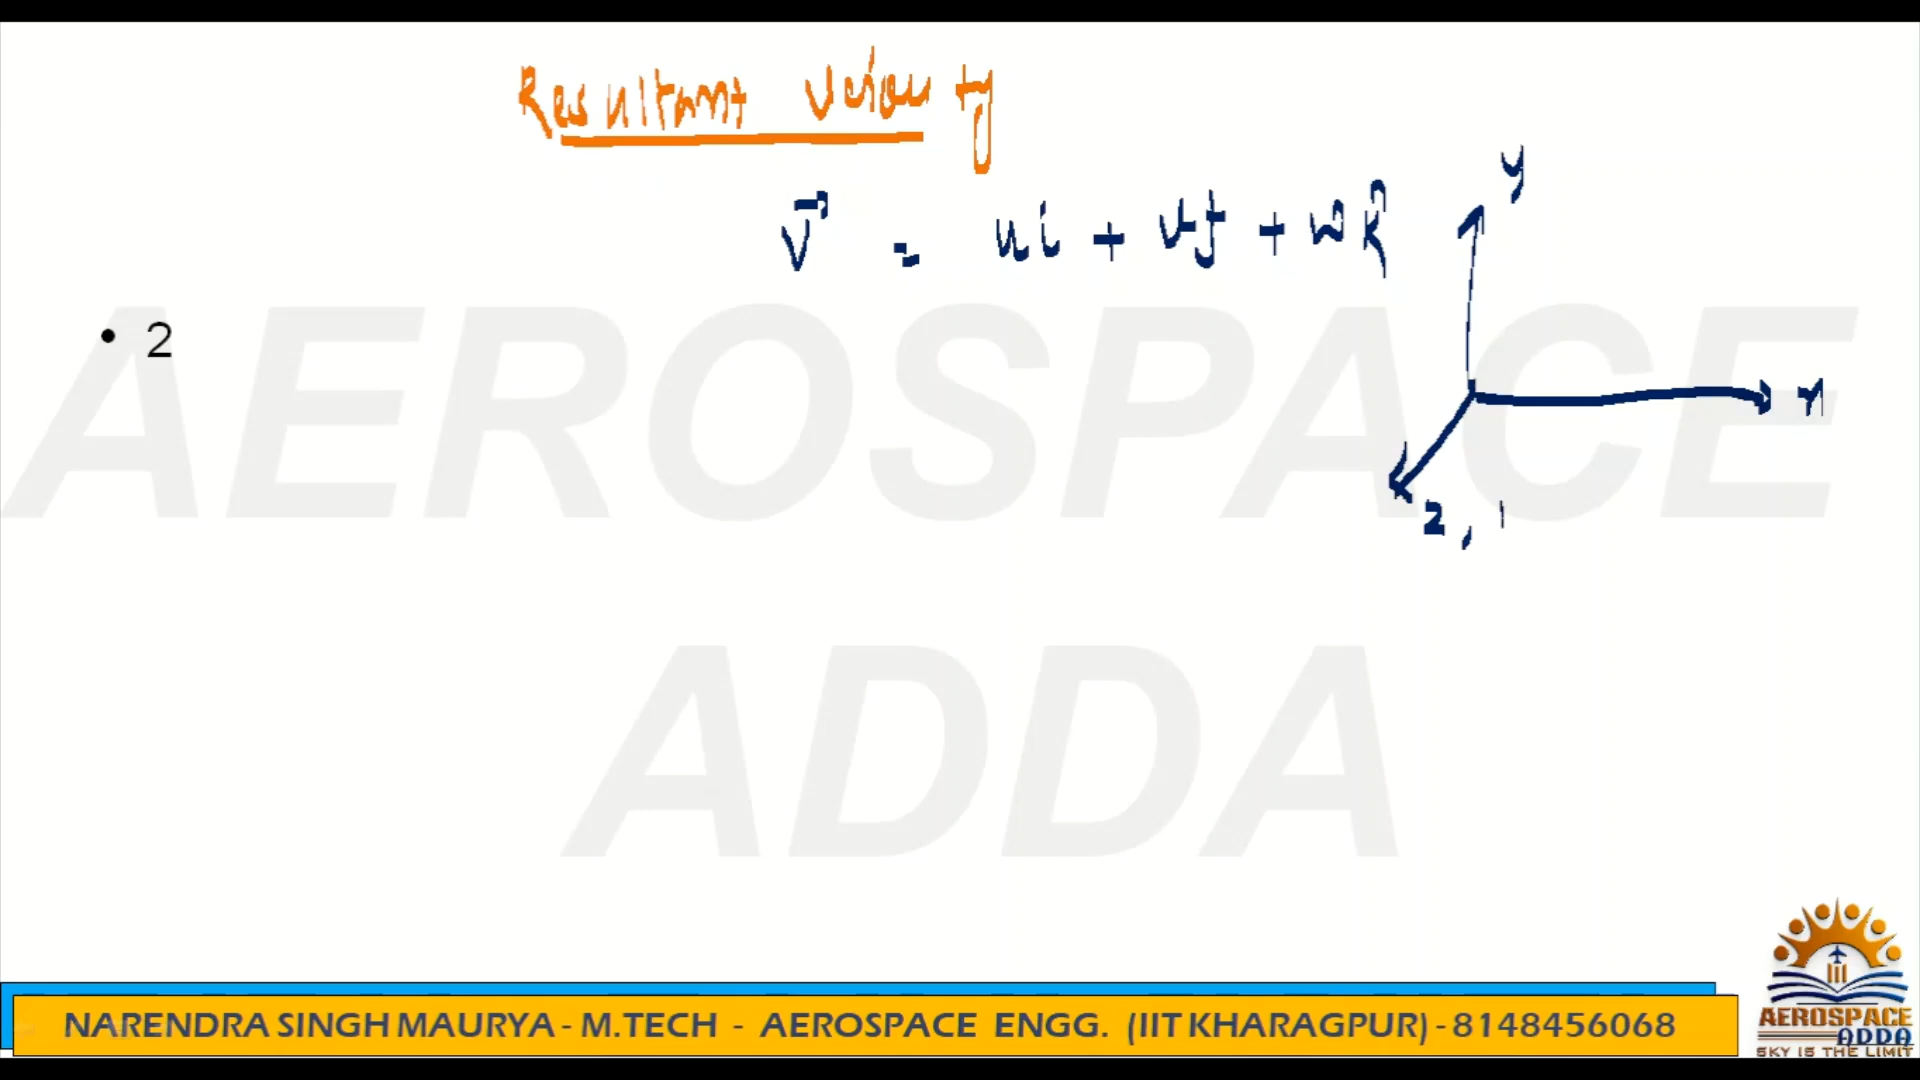 Resultant Velocity
V⃗ = ui + vj + wk̂
y
• 2
x
z, 1
AEROSPACE
ADDA
NARENDRA SINGH MAURYA - M.TECH - AEROSPACE ENGG. (IIT KHARAGPUR) - 8148456068
AEROSPACE
ADDA
SKY IS THE LIMIT